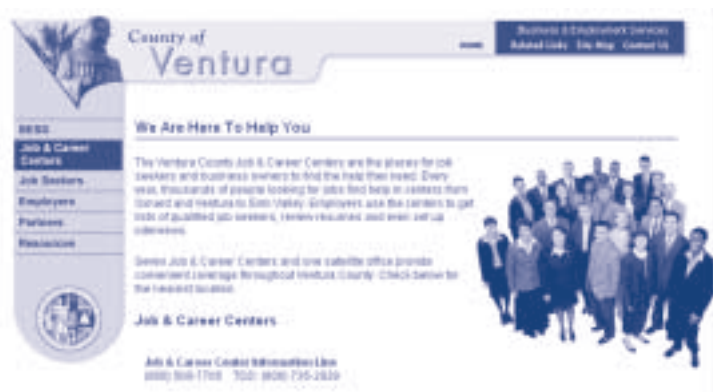 County of
Ventura
Business & Employment Services
HOME
Related Links Site Map Contact Us
BESD
Job & Career
Centers
Job Seekers
Employers
Partners
Resources
We Are Here To Help You
The Ventura County Job & Career Centers are the places for job
seekers and business owners to find the help they need. Every
year, thousands of people looking for jobs find help in centers from
Oxnard and Ventura to Simi Valley. Employers use the centers to get
lists of qualified job seekers, review resumes and even set up
interviews.
Seven Job & Career Centers and one satellite office provide
convenient coverage throughout Ventura County. Check below for
the nearest location.
Job & Career Centers
Job & Career Center Information Line
(800) TDD: (800)